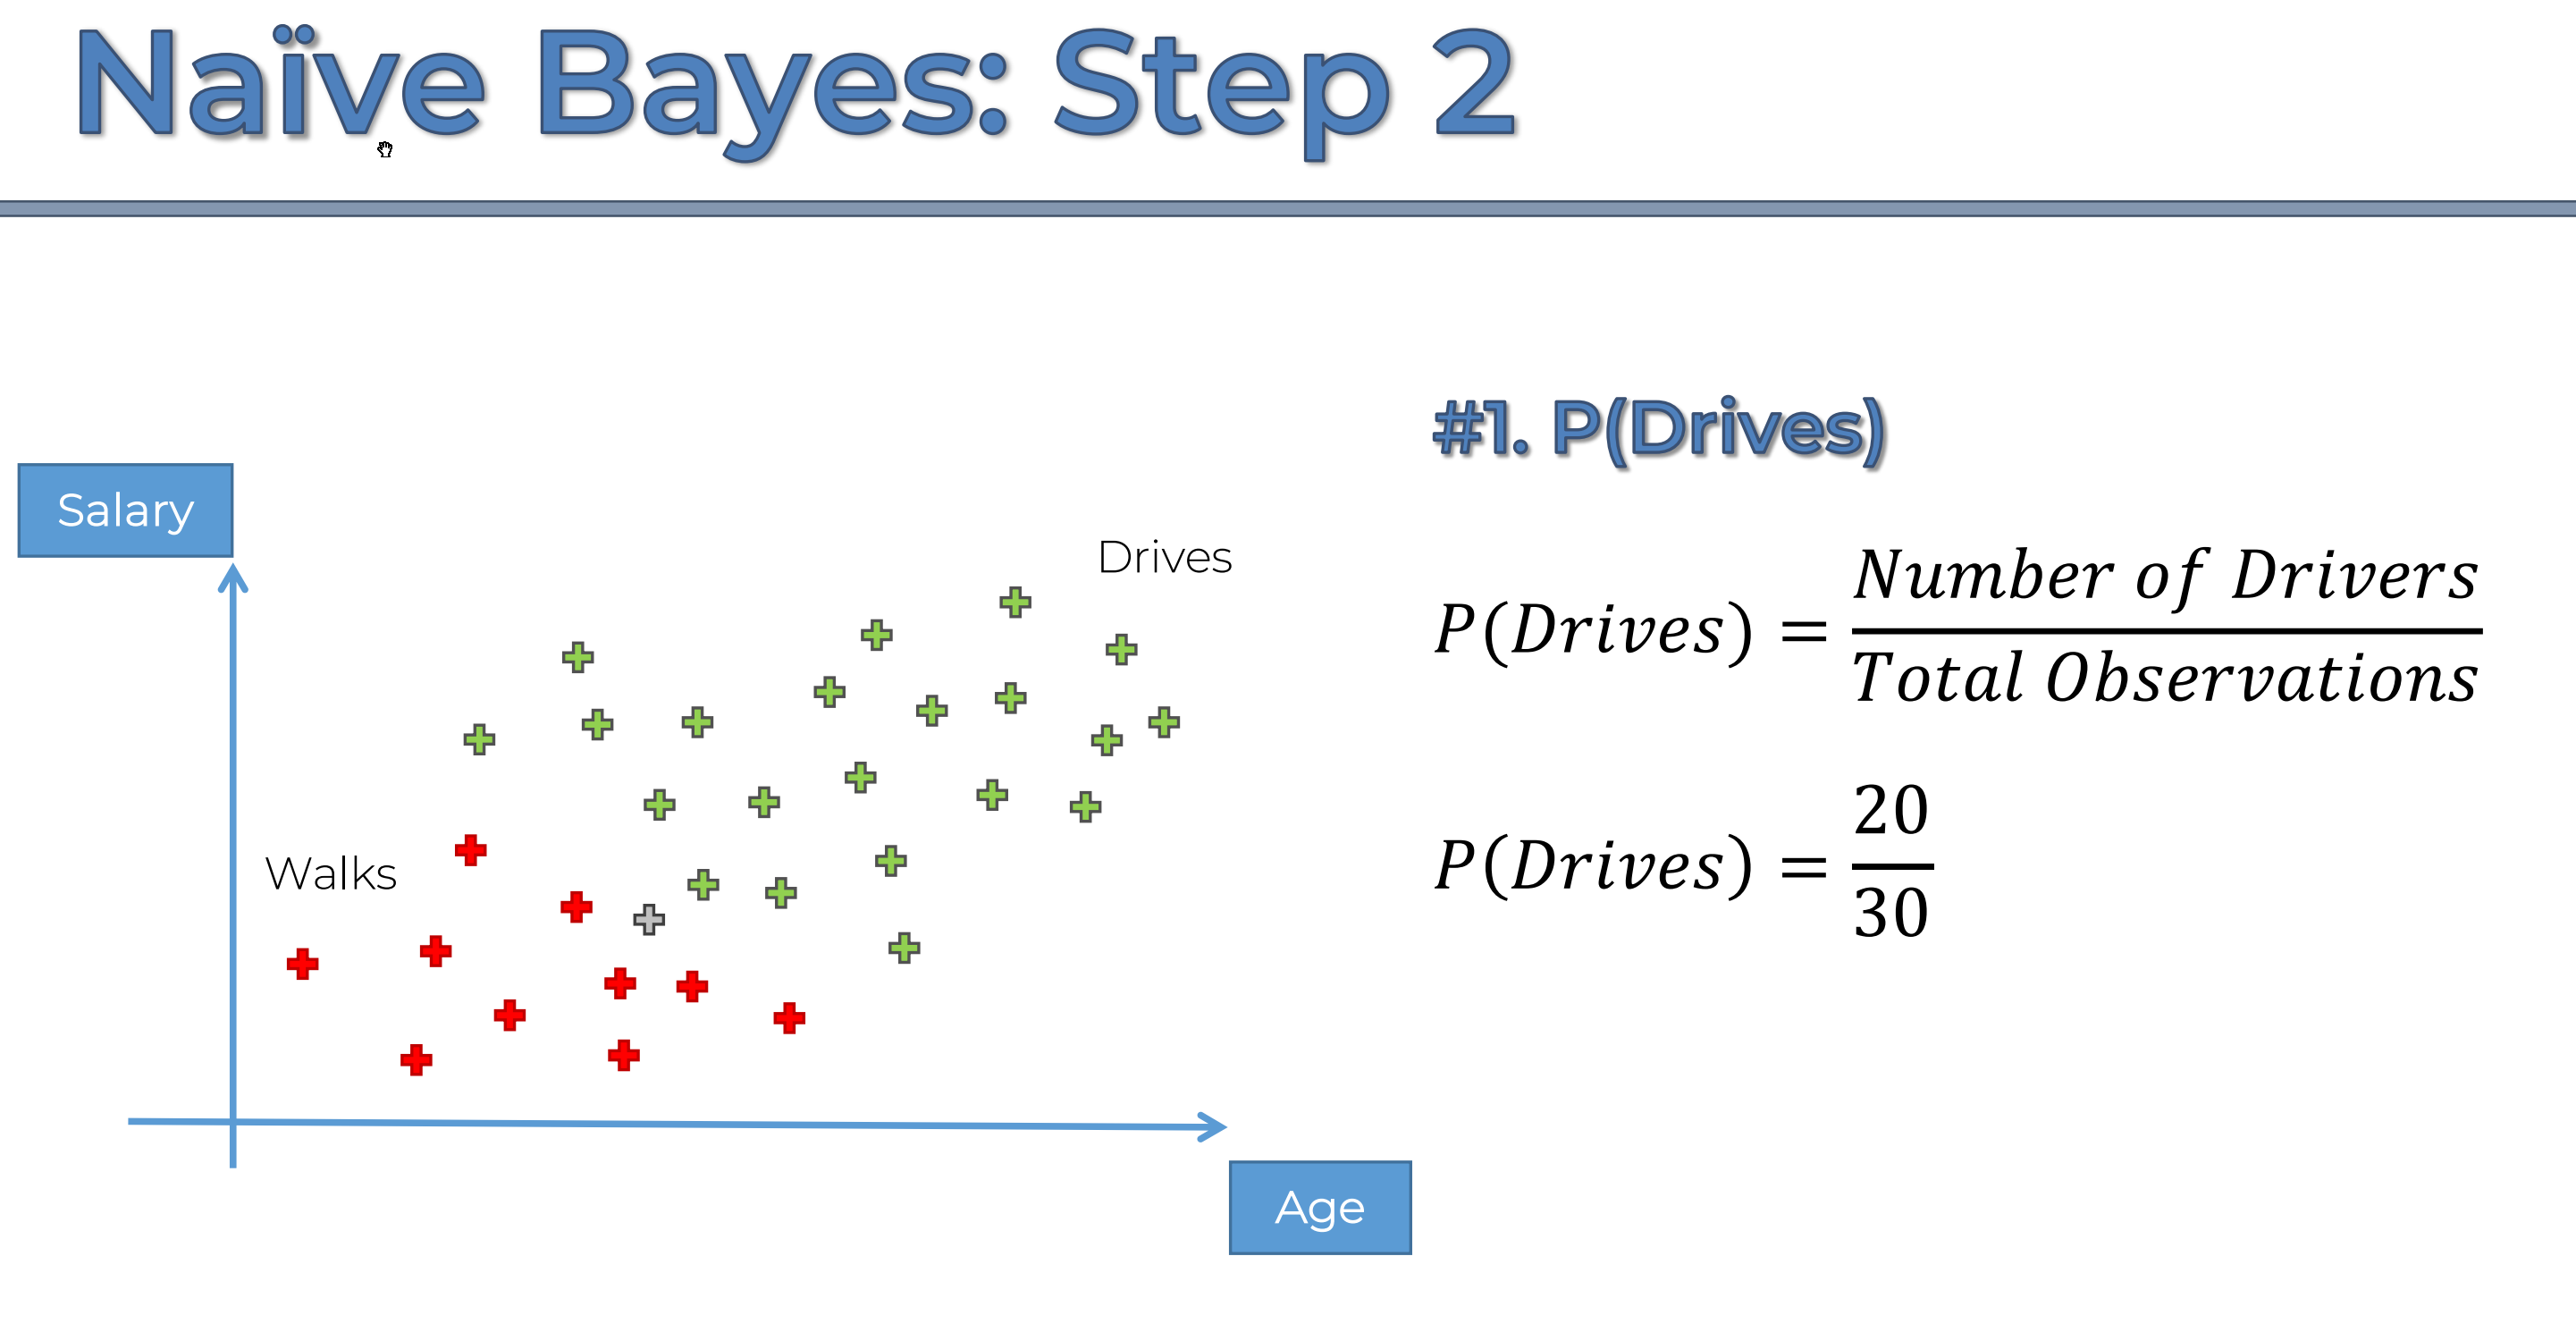 Naïve Bayes: Step 2
#1. P(Drives)
Salary
Drives
Walks
Age
P(Drives) = Number of Drivers
Total Observations
P(Drives) = 20
30